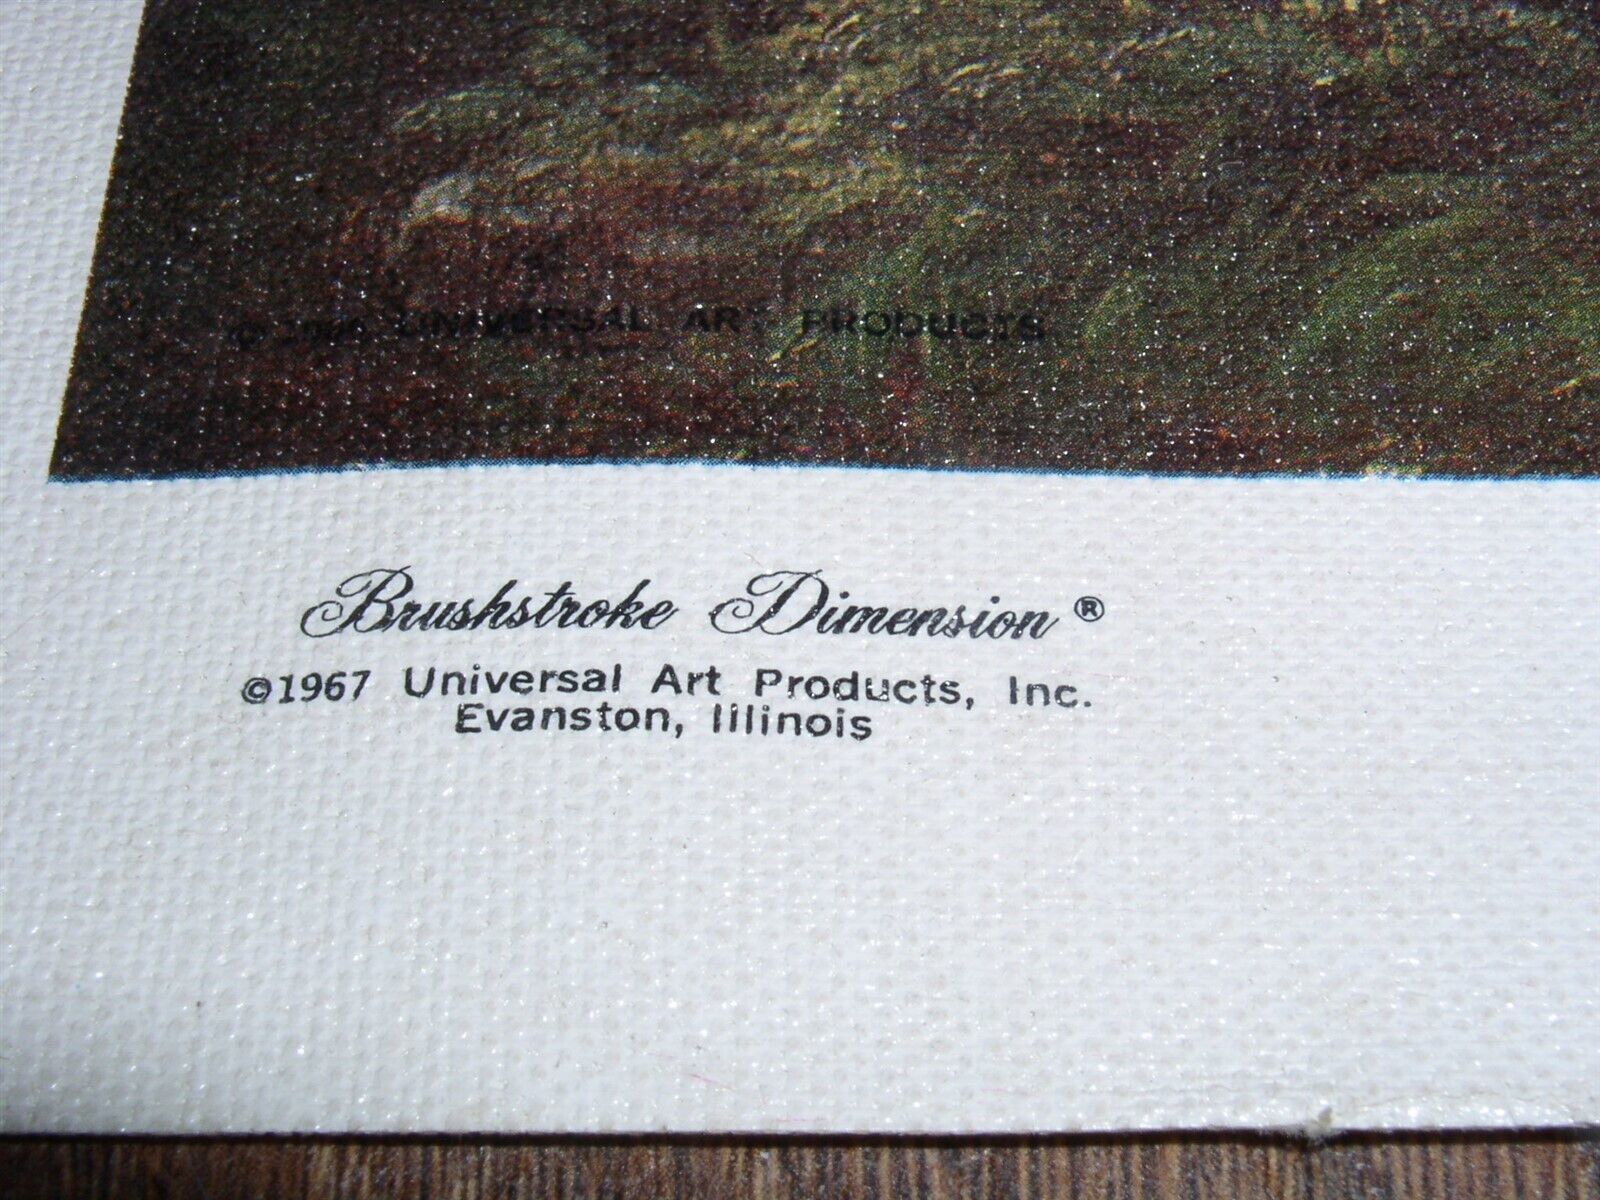 © UNIVERSAL ART PRODUCTS
Brushstroke Dimension ®
©1967 Universal Art Products, Inc.
Evanston, Illinois